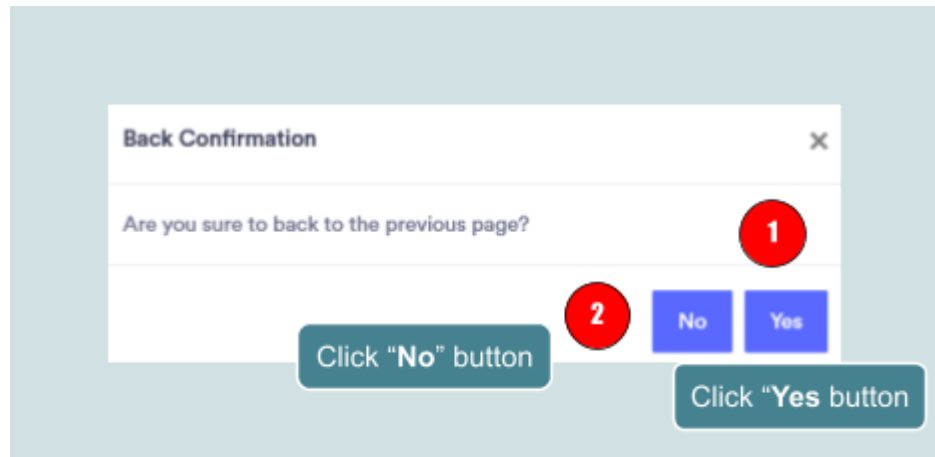 Back Confirmation ×
Are you sure to back to the previous page?
1
2
No Yes
Click “No” button
Click “Yes button